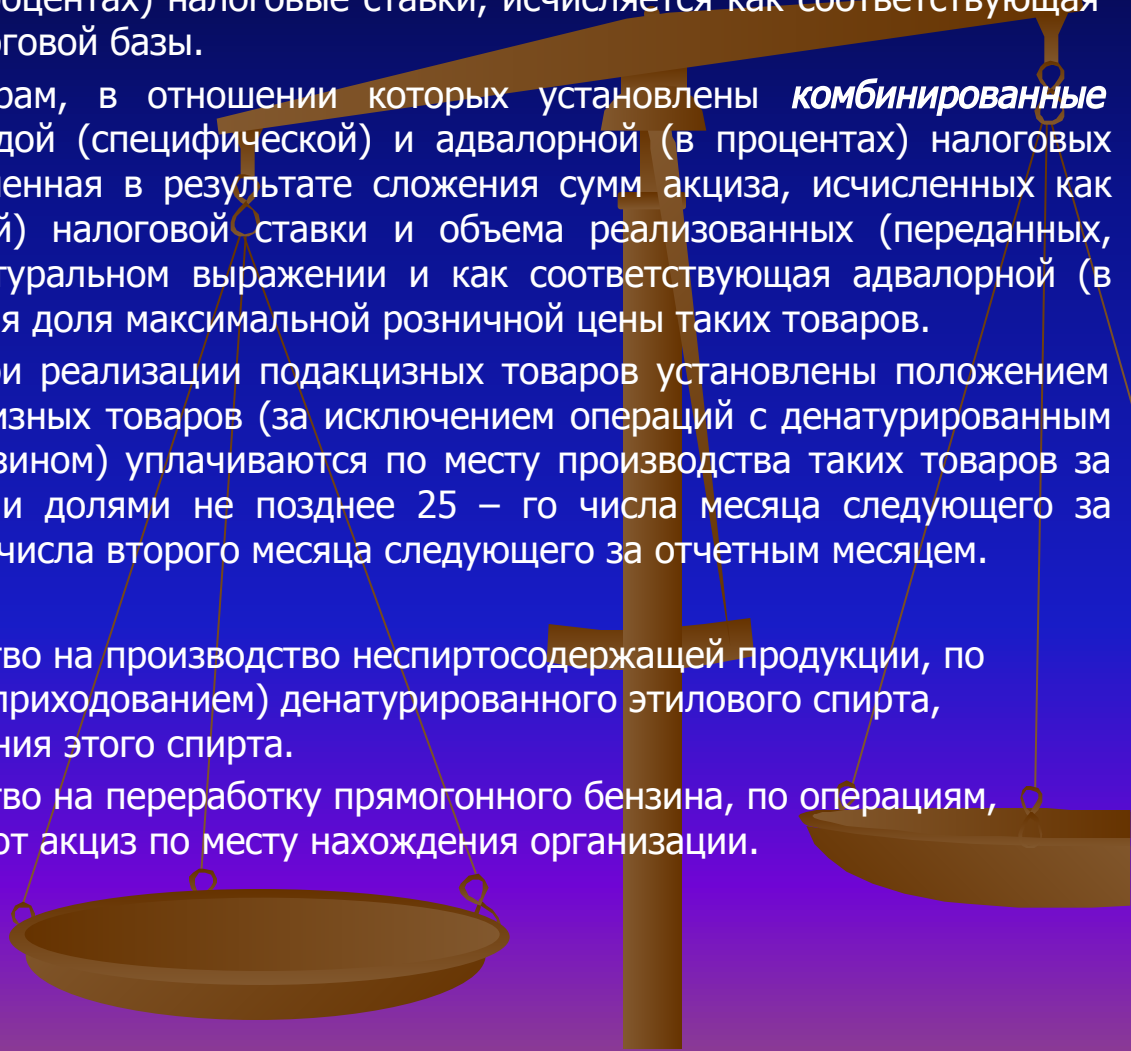 роцентах) налоговые ставки, исчисляется как соответствующая
оговой базы.
рам, в отношении которых установлены комбинированные
дой (специфической) и адвалорной (в процентах) налоговых
ченная в результате сложения сумм акциза, исчисленных как
й) налоговой ставки и объема реализованных (переданных,
туральном выражении и как соответствующая адвалорной (в
я доля максимальной розничной цены таких товаров.
ри реализации подакцизных товаров установлены положением
изных товаров (за исключением операций с денатурированным
зином) уплачиваются по месту производства таких товаров за
и долями не позднее 25 – го числа месяца следующего за
числа второго месяца следующего за отчетным месяцем.
тво на производство неспиртосодержащей продукции, по
приходованием) денатурированного этилового спирта,
ния этого спирта.
тво на переработку прямогонного бензина, по операциям,
от акциз по месту нахождения организации.